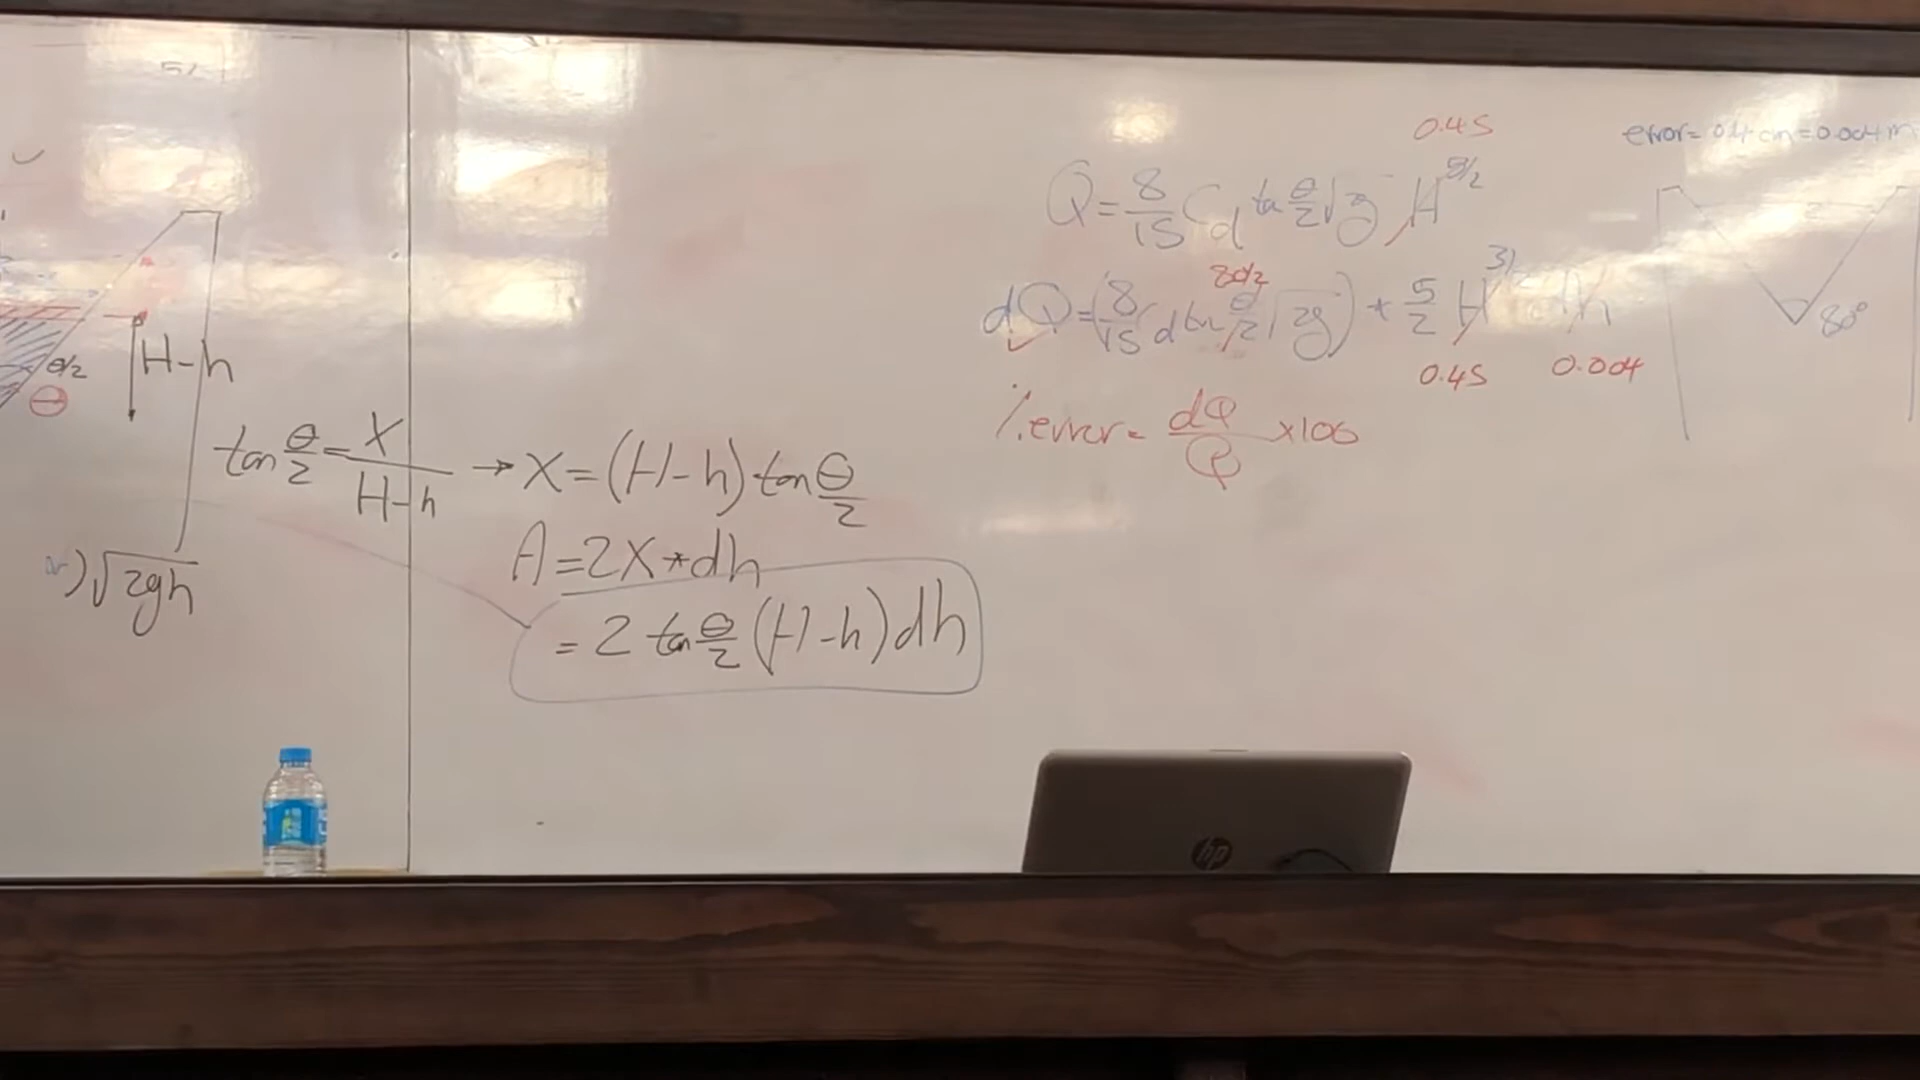 θ/2
θ
H-h
tan θ/2 = X/(H-h) → X = (H-h) tan θ/2
A = 2X * dh
= 2 tan θ/2 (H-h) dh
) √2gh
0.45
Q = 8/15 Cd tan θ/2 √2g H^5/2
80/2
dQ = (8/15 Cd tan θ/2 √2g) * 5/2 H^3/ dh
0.45 0.004
%.error = dQ/Q x100
error = 0.4 cm = 0.004 m
80°
hp